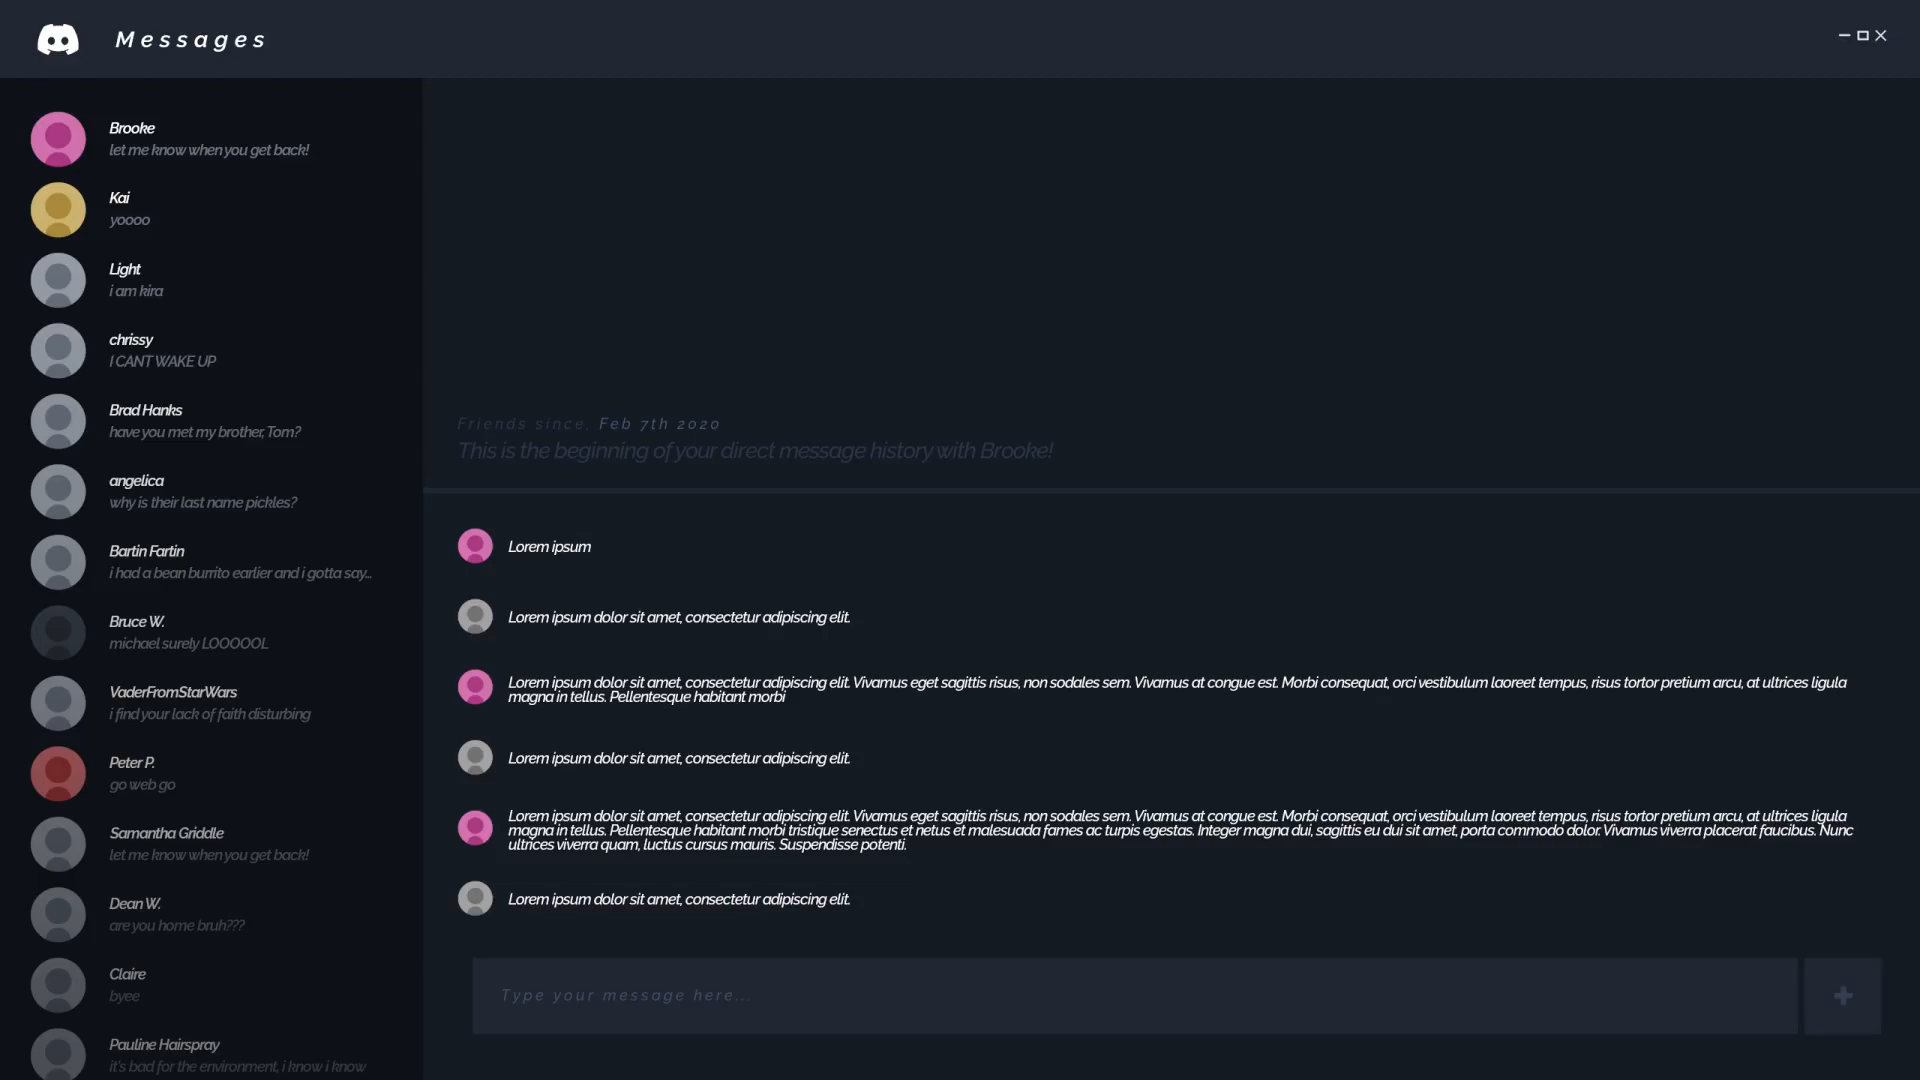 Messages
Brooke
let me know when you get back!
Kai
yoooo
Light
i am kira
chrissy
I CANT WAKE UP
Brad Hanks
have you met my brother, Tom?
angelica
why is their last name pickles?
Bartin Fartin
i had a bean burrito earlier and i gotta say...
Bruce W.
michael surely LOOOOOL
VaderFromStarWars
i find your lack of faith disturbing
Peter P.
go web go
Samantha Griddle
let me know when you get back!
Dean W.
are you home bruh???
Claire
byee
Pauline Hairspray
it's bad for the environment, i know i know
Friends since, Feb 7th 2020
This is the beginning of your direct message history with Brooke!
Lorem ipsum
Lorem ipsum dolor sit amet, consectetur adipiscing elit.
Lorem ipsum dolor sit amet, consectetur adipiscing elit. Vivamus eget sagittis risus, non sodales sem. Vivamus at congue est. Morbi consequat, orci vestibulum laoreet tempus, risus tortor pretium arcu, at ultrices ligula
magna in tellus. Pellentesque habitant morbi
Lorem ipsum dolor sit amet, consectetur adipiscing elit.
Lorem ipsum dolor sit amet, consectetur adipiscing elit. Vivamus eget sagittis risus, non sodales sem. Vivamus at congue est. Morbi consequat, orci vestibulum laoreet tempus, risus tortor pretium arcu, at ultrices ligula
magna in tellus. Pellentesque habitant morbi tristique senectus et netus et malesuada fames ac turpis egestas. Integer magna dui, sagittis eu dui sit amet, porta commodo dolor. Vivamus viverra placerat faucibus. Nunc
ultrices viverra quam, luctus cursus mauris. Suspendisse potenti.
Lorem ipsum dolor sit amet, consectetur adipiscing elit.
Type your message here...